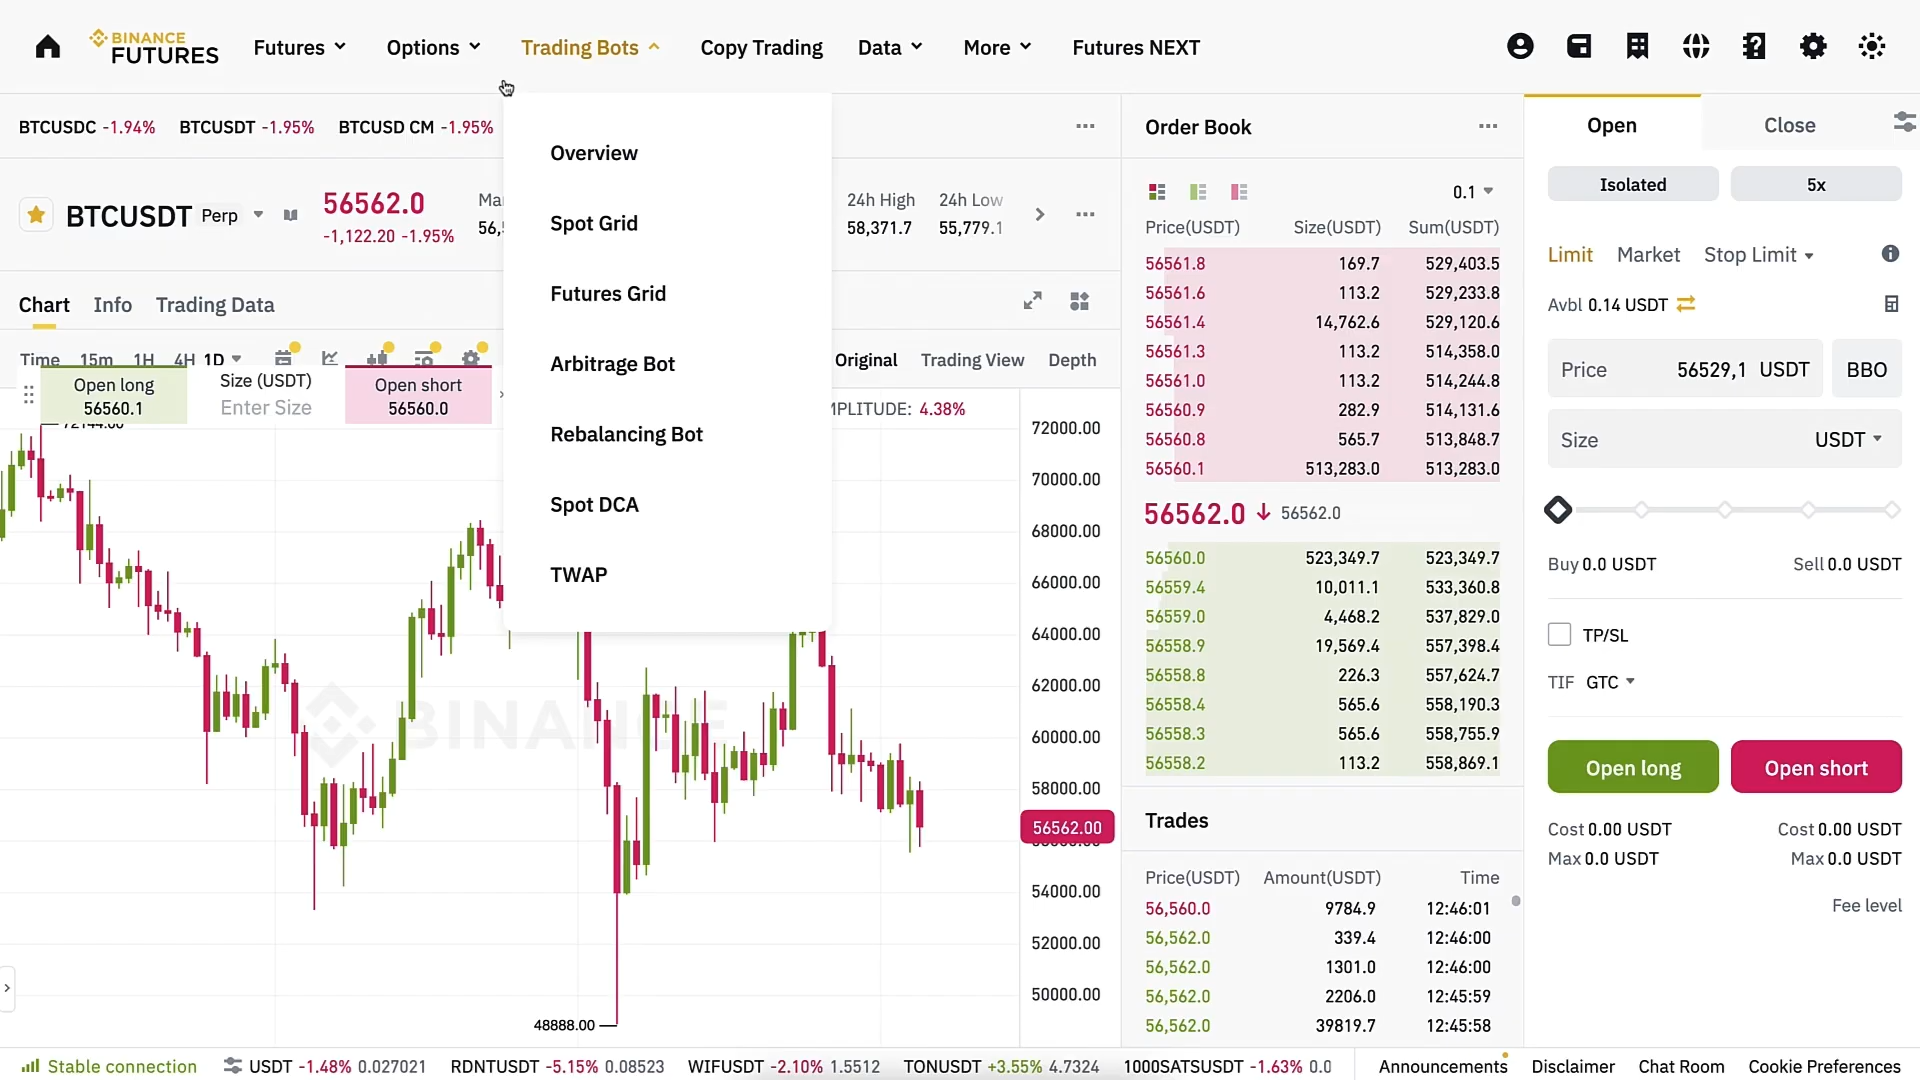 BINANCE
FUTURES
Futures
Options
Trading Bots
Copy Trading
Data
More
Futures NEXT
BTCUSDC -1.94%
BTCUSDT -1.95%
BTCUSD CM -1.95%
Overview
Spot Grid
Futures Grid
Arbitrage Bot
Rebalancing Bot
Spot DCA
TWAP
BTCUSDT Perp
56562.0
-1,122.20 -1.95%
24h High
58,371.7
24h Low
55,779.1
Chart
Info
Trading Data
Time 15m 1H 4H 1D
Original
Trading View
Depth
Open long
56560.1
Size (USDT)
Enter Size
Open short
56560.0
MPLITUDE: 4.38%
72144.00
72000.00
70000.00
68000.00
66000.00
64000.00
62000.00
60000.00
58000.00
56562.00
54000.00
52000.00
50000.00
48888.00
BINANCE
Order Book
0.1
Price(USDT) Size(USDT) Sum(USDT)
56561.8 169.7 529,403.5
56561.6 113.2 529,233.8
56561.4 14,762.6 529,120.6
56561.3 113.2 514,358.0
56561.0 113.2 514,244.8
56560.9 282.9 514,131.6
56560.8 565.7 513,848.7
56560.1 513,283.0 513,283.0
56562.0 56562.0
56560.0 523,349.7 523,349.7
56559.4 10,011.1 533,360.8
56559.0 4,468.2 537,829.0
56558.9 19,569.4 557,398.4
56558.8 226.3 557,624.7
56558.4 565.6 558,190.3
56558.3 565.6 558,755.9
56558.2 113.2 558,869.1
Trades
Price(USDT) Amount(USDT) Time
56,560.0 9784.9 12:46:01
56,562.0 339.4 12:46:00
56,562.0 1301.0 12:46:00
56,562.0 2206.0 12:45:59
56,562.0 39819.7 12:45:58
Open
Close
Isolated
5x
Limit
Market
Stop Limit
Avbl 0.14 USDT
Price 56529,1 USDT
BBO
Size USDT
Buy 0.0 USDT
Sell 0.0 USDT
TP/SL
TIF GTC
Open long
Open short
Cost 0.00 USDT
Cost 0.00 USDT
Max 0.0 USDT
Max 0.0 USDT
Fee level
Stable connection
USDT -1.48% 0.027021
RDNTUSDT -5.15% 0.08523
WIFUSDT -2.10% 1.5512
TONUSDT +3.55% 4.7324
1000SATSUSDT -1.63% 0.0
Announcements
Disclaimer
Chat Room
Cookie Preferences